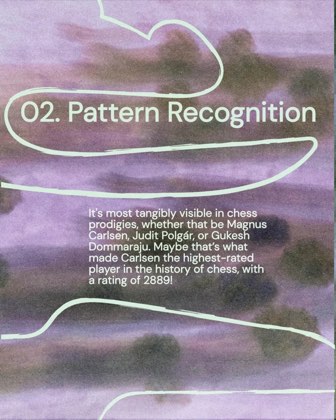 02. Pattern Recognition
It's most tangibly visible in chess
prodigies, whether that be Magnus
Carlsen, Judit Polgár, or Gukesh
Dommaraju. Maybe that's what
made Carlsen the highest-rated
player in the history of chess, with
a rating of 2889!